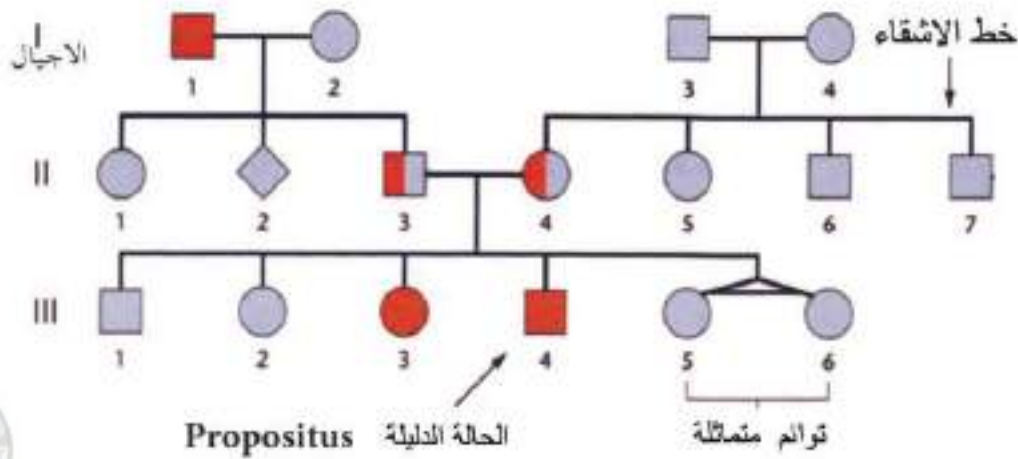 I
الاجيال
خط الاشقاء
1 2 3 4
II
1 2 3 4 5 6 7
III
1 2 3 4 5 6
Propositus الحالة الدليلة
توائم متماثلة